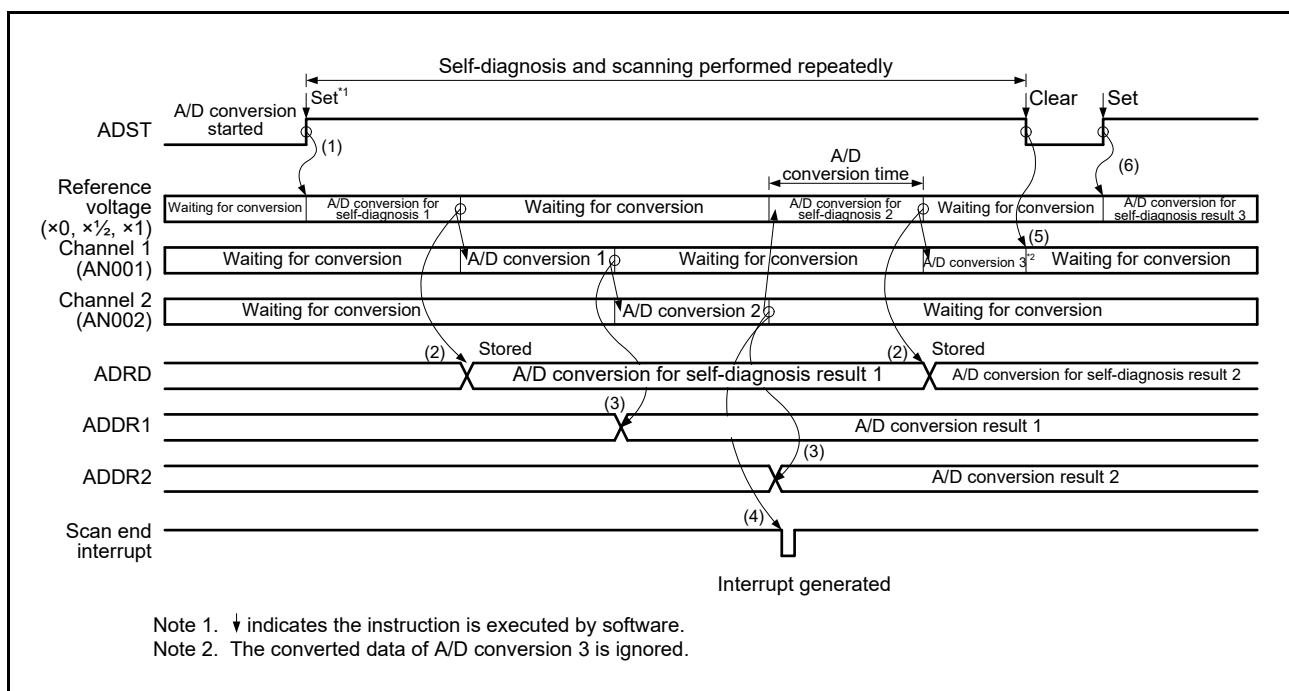 Self-diagnosis and scanning performed repeatedly
Set*1
Clear
Set
A/D conversion
started
ADST
(1)
A/D
conversion time
(6)
Reference
voltage
(×0, ×½, ×1)
Waiting for conversion
A/D conversion for
self-diagnosis 1
Waiting for conversion
A/D conversion for
self-diagnosis 2
Waiting for conversion
A/D conversion for
self-diagnosis result 3
(5)
Channel 1
(AN001)
Waiting for conversion
A/D conversion 1
Waiting for conversion
A/D conversion 3*2
Waiting for conversion
Channel 2
(AN002)
Waiting for conversion
A/D conversion 2
Waiting for conversion
(2)
Stored
(2)
Stored
ADRD
A/D conversion for self-diagnosis result 1
A/D conversion for self-diagnosis result 2
(3)
ADDR1
A/D conversion result 1
(3)
ADDR2
A/D conversion result 2
(4)
Scan end
interrupt
Interrupt generated
Note 1. ↓ indicates the instruction is executed by software.
Note 2. The converted data of A/D conversion 3 is ignored.